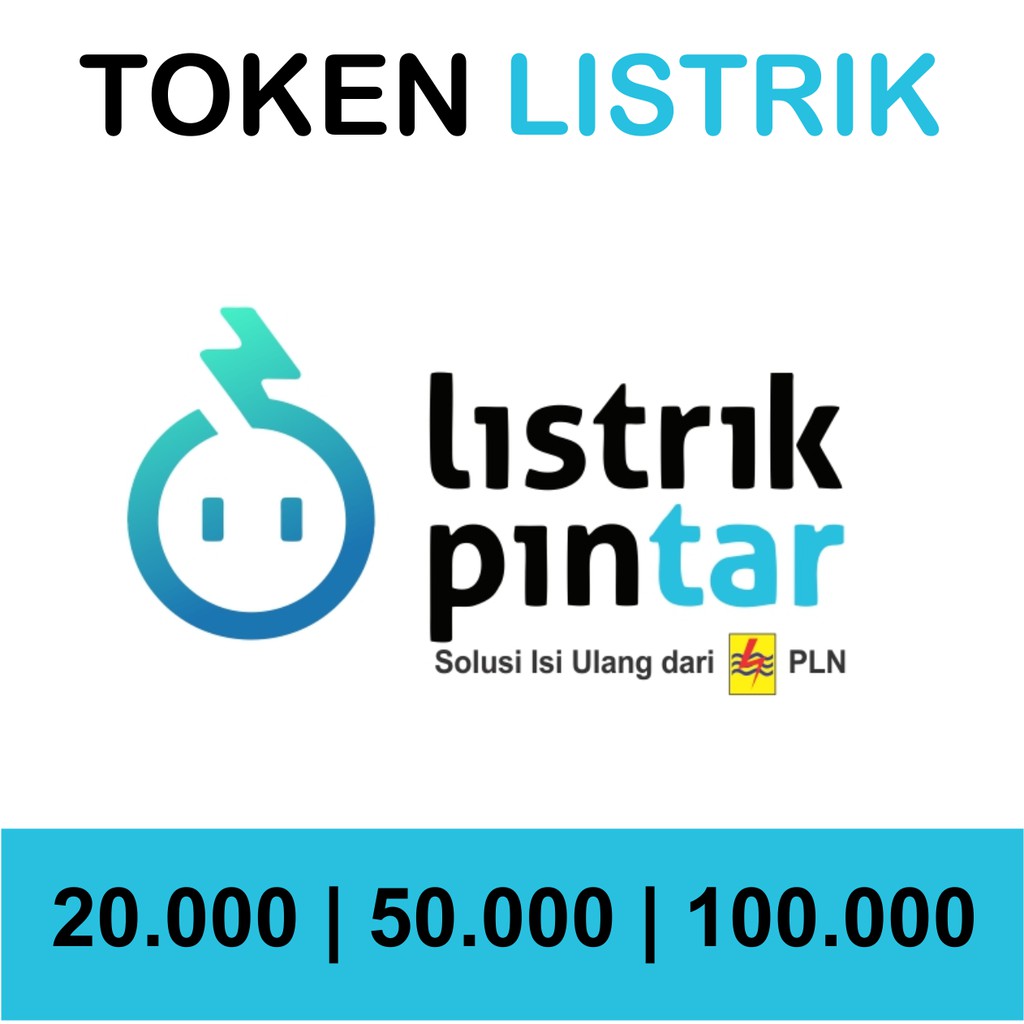 TOKEN LISTRIK
listrik
pintar
Solusi Isi Ulang dari PLN
20.000 | 50.000 | 100.000